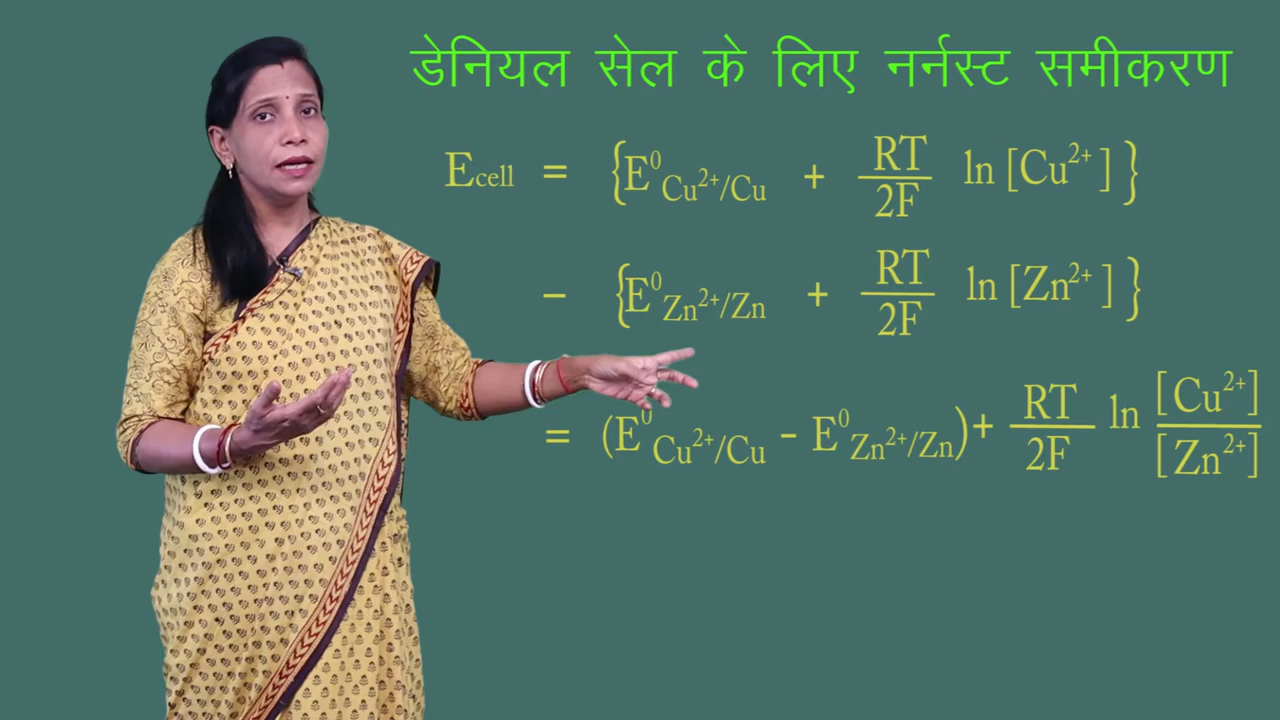 डेनियल सेल के लिए नर्नस्ट समीकरण
Ecell = {E⁰Cu²⁺/Cu + RT/2F ln [Cu²⁺]}
− {E⁰Zn²⁺/Zn + RT/2F ln [Zn²⁺]}
= (E⁰Cu²⁺/Cu - E⁰Zn²⁺/Zn) + RT/2F ln [Cu²⁺]/[Zn²⁺]